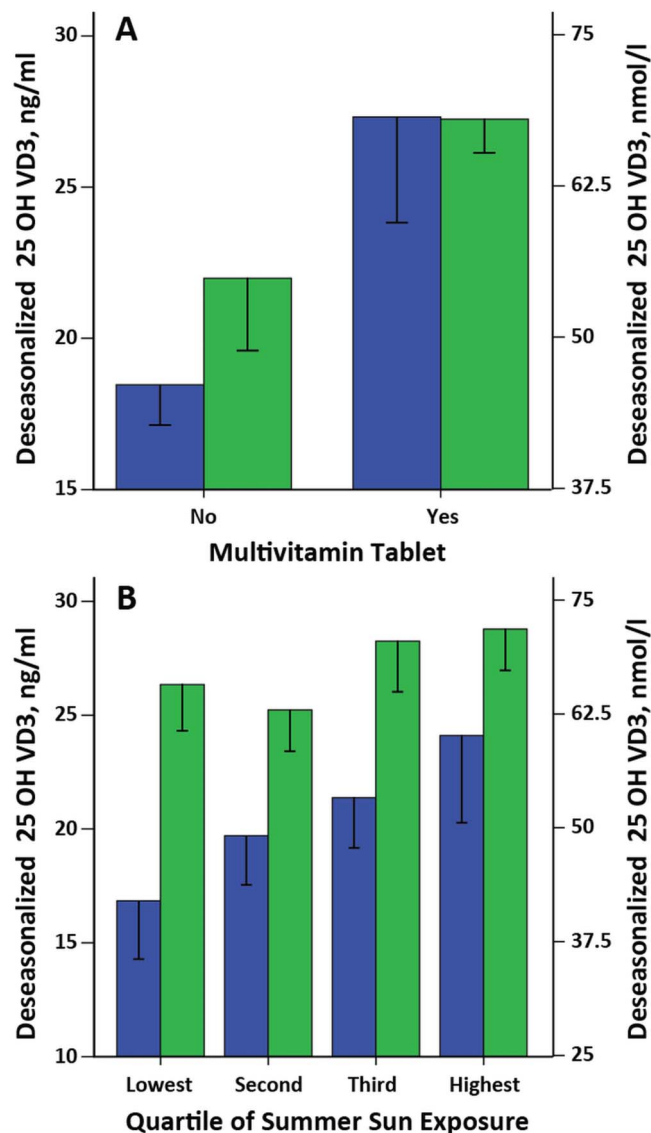 A
Deseasonalized 25 OH VD3, ng/ml
30
25
20
15
Deseasonalized 25 OH VD3, nmol/l
75
62.5
50
37.5
No
Yes
Multivitamin Tablet
B
Deseasonalized 25 OH VD3, ng/ml
30
25
20
15
10
Deseasonalized 25 OH VD3, nmol/l
75
62.5
50
37.5
25
Lowest
Second
Third
Highest
Quartile of Summer Sun Exposure